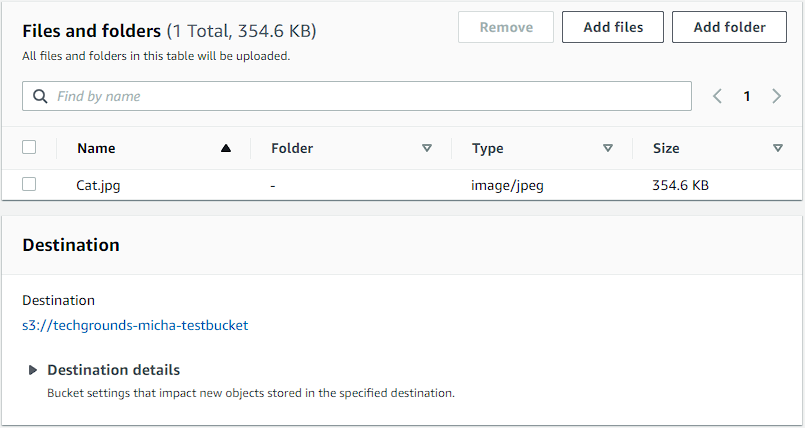 Files and folders (1 Total, 354.6 KB)
Remove
Add files
Add folder
All files and folders in this table will be uploaded.
Find by name
1
Name Folder Type Size
Cat.jpg - image/jpeg 354.6 KB
Destination
Destination
s3://techgrounds-micha-testbucket
Destination details
Bucket settings that impact new objects stored in the specified destination.